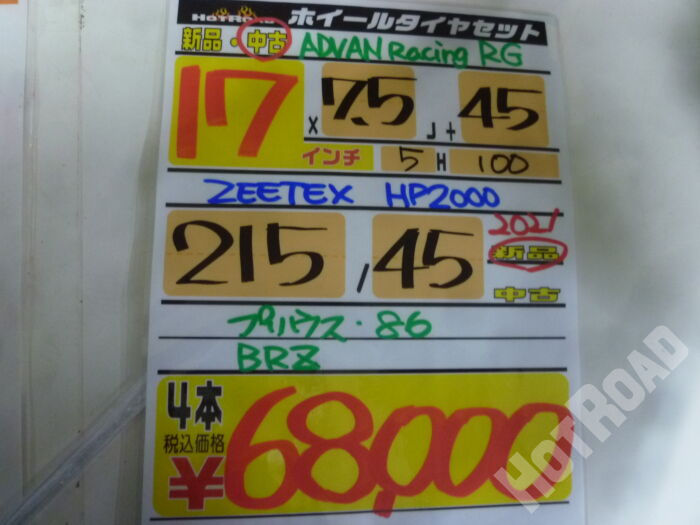 HOTROAD ホイールタイヤセット
新品・中古 ADVAN Racing RG
17 x 7.5 J + 45
インチ 5 H 100
ZEETEX HP2000
215 / 45 2021
新品
中古
プリウス・86
BRZ
4本
税込価格
¥68,000
HOTROAD